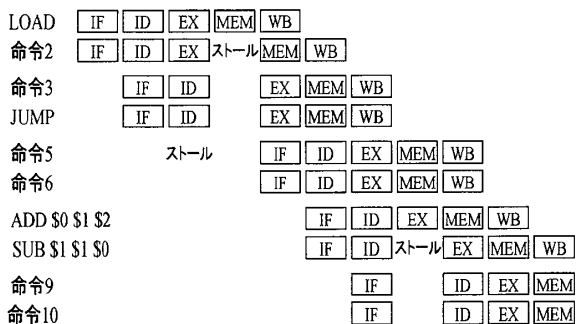 LOAD IF ID EX MEM WB
命令2 IF ID EX ストール MEM WB
命令3 IF ID EX MEM WB
JUMP IF ID EX MEM WB
命令5 ストール IF ID EX MEM WB
命令6 IF ID EX MEM WB
ADD $0 $1 $2 IF ID EX MEM WB
SUB $1 $1 $0 IF ID ストール EX MEM WB
命令9 IF ID EX MEM
命令10 IF ID EX MEM